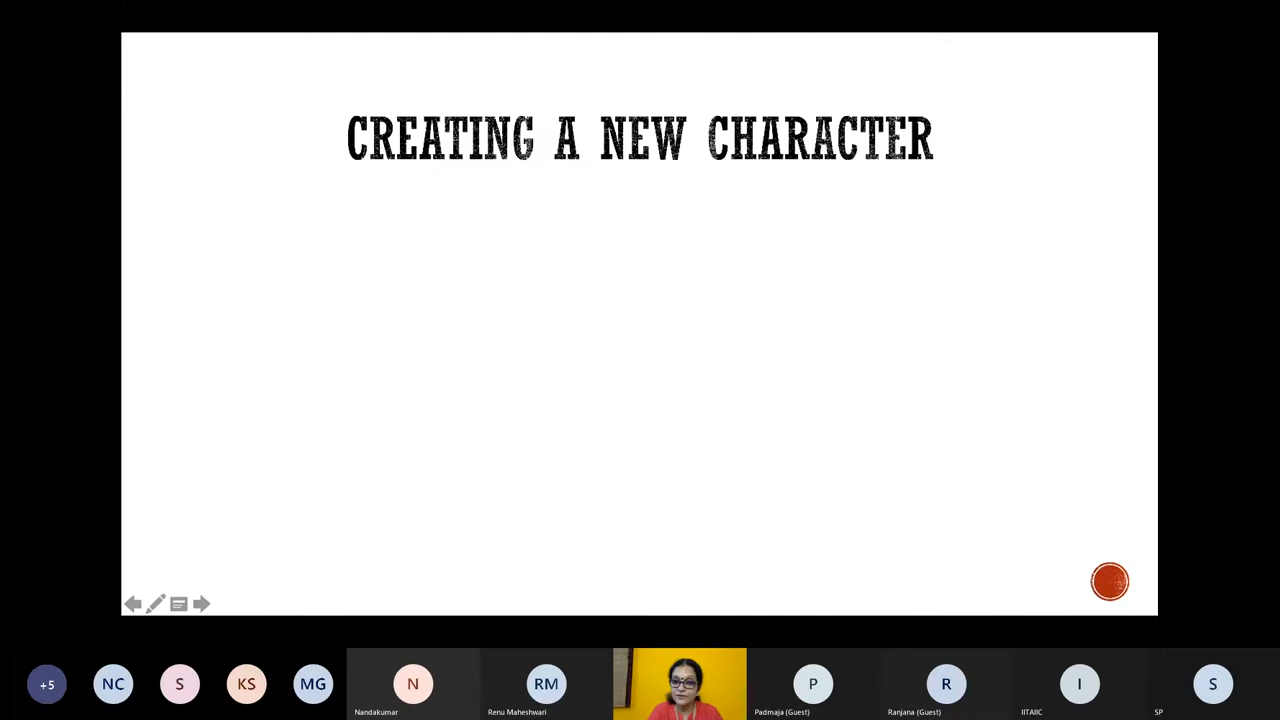 CREATING A NEW CHARACTER
+5
NC
S
KS
MG
N
RM
P
R
I
S
Nandakumar
Renu Maheshwari
Padmaja (Guest)
Ranjana (Guest)
IITAIIC
SP